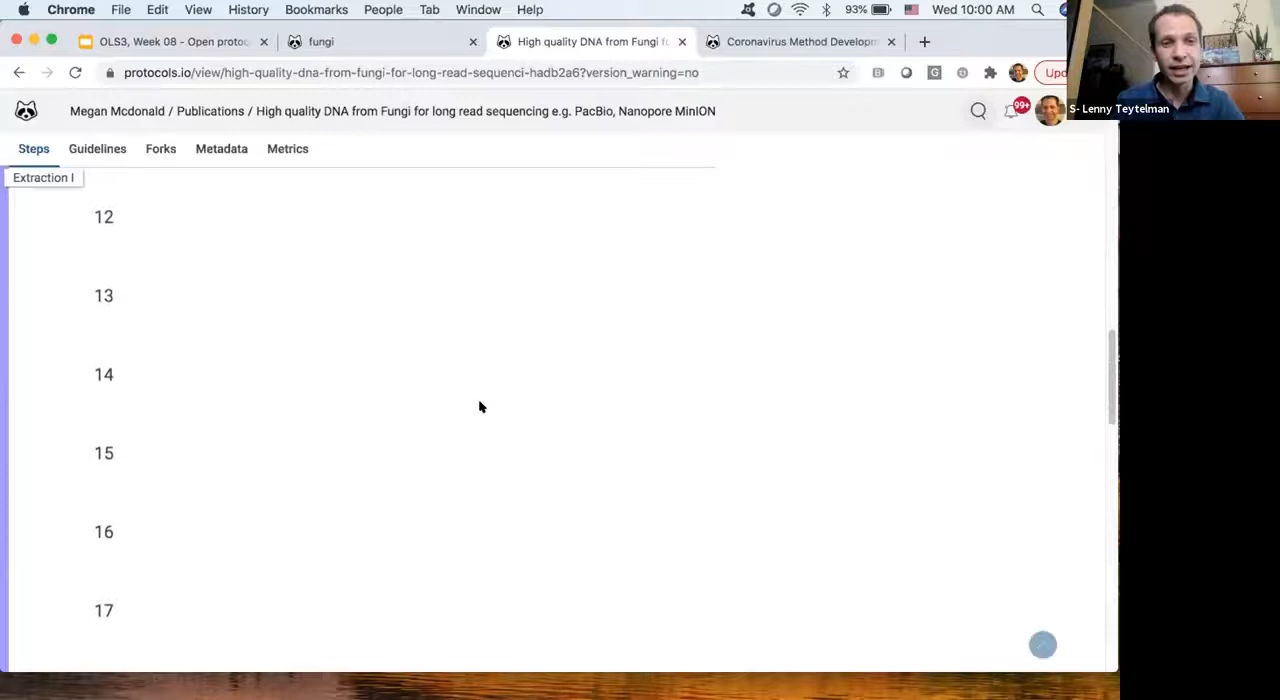 Chrome File Edit View History Bookmarks People Tab Window Help 93% Wed 10:00 AM
OLS3, Week 08 - Open protoc fungi High quality DNA from Fungi f Coronavirus Method Developm
protocols.io/view/high-quality-dna-from-fungi-for-long-read-sequenci-hadb2a6?version_warning=no Upd
S- Lenny Teytelman
Megan Mcdonald / Publications / High quality DNA from Fungi for long read sequencing e.g. PacBio, Nanopore MinION 99+
Steps Guidelines Forks Metadata Metrics
Extraction I
12
13
14
15
16
17